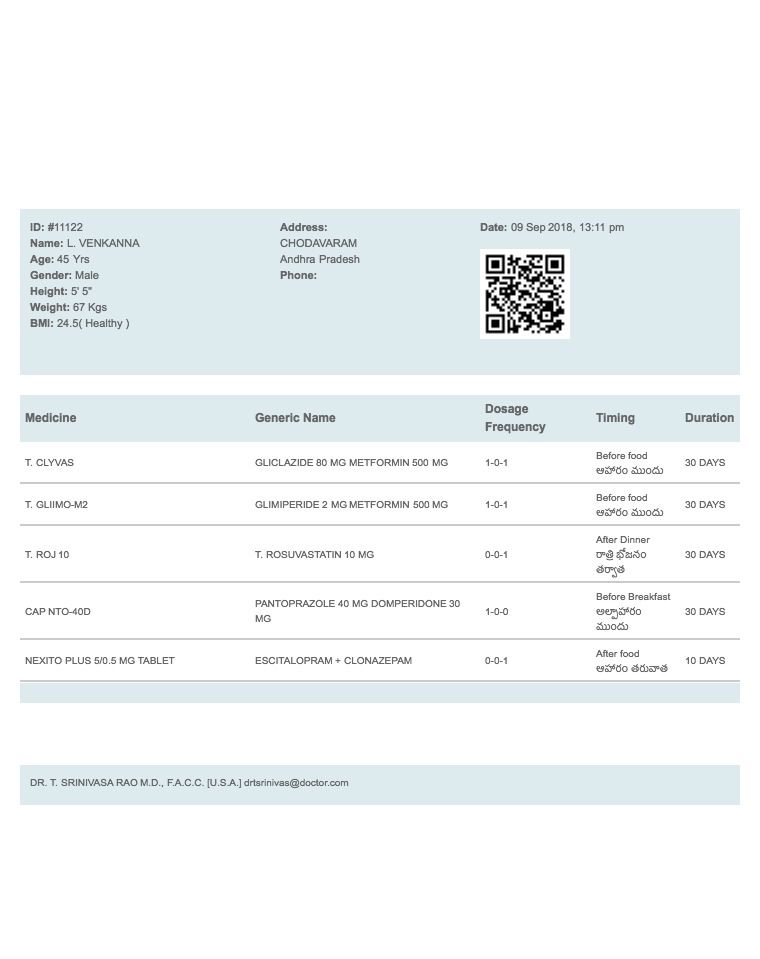 ID: #11122
Name: L. VENKANNA
Age: 45 Yrs
Gender: Male
Height: 5' 5"
Weight: 67 Kgs
BMI: 24.5( Healthy )
Address:
CHODAVARAM
Andhra Pradesh
Phone:
Date: 09 Sep 2018, 13:11 pm
Medicine Generic Name Dosage Frequency Timing Duration
T. CLYVAS GLICLAZIDE 80 MG METFORMIN 500 MG 1-0-1 Before food 30 DAYS
ఆహారం ముందు
T. GLIIMO-M2 GLIMIPERIDE 2 MG METFORMIN 500 MG 1-0-1 Before food 30 DAYS
ఆహారం ముందు
T. ROJ 10 T. ROSUVASTATIN 10 MG 0-0-1 After Dinner 30 DAYS
రాత్రి భోజనం
తర్వాత
CAP NTO-40D PANTOPRAZOLE 40 MG DOMPERIDONE 30 MG 1-0-0 Before Breakfast 30 DAYS
అల్పాహారం
ముందు
NEXITO PLUS 5/0.5 MG TABLET ESCITALOPRAM + CLONAZEPAM 0-0-1 After food 10 DAYS
ఆహారం తరువాత
DR. T. SRINIVASA RAO M.D., F.A.C.C. [U.S.A.] drtsrinivas@doctor.com